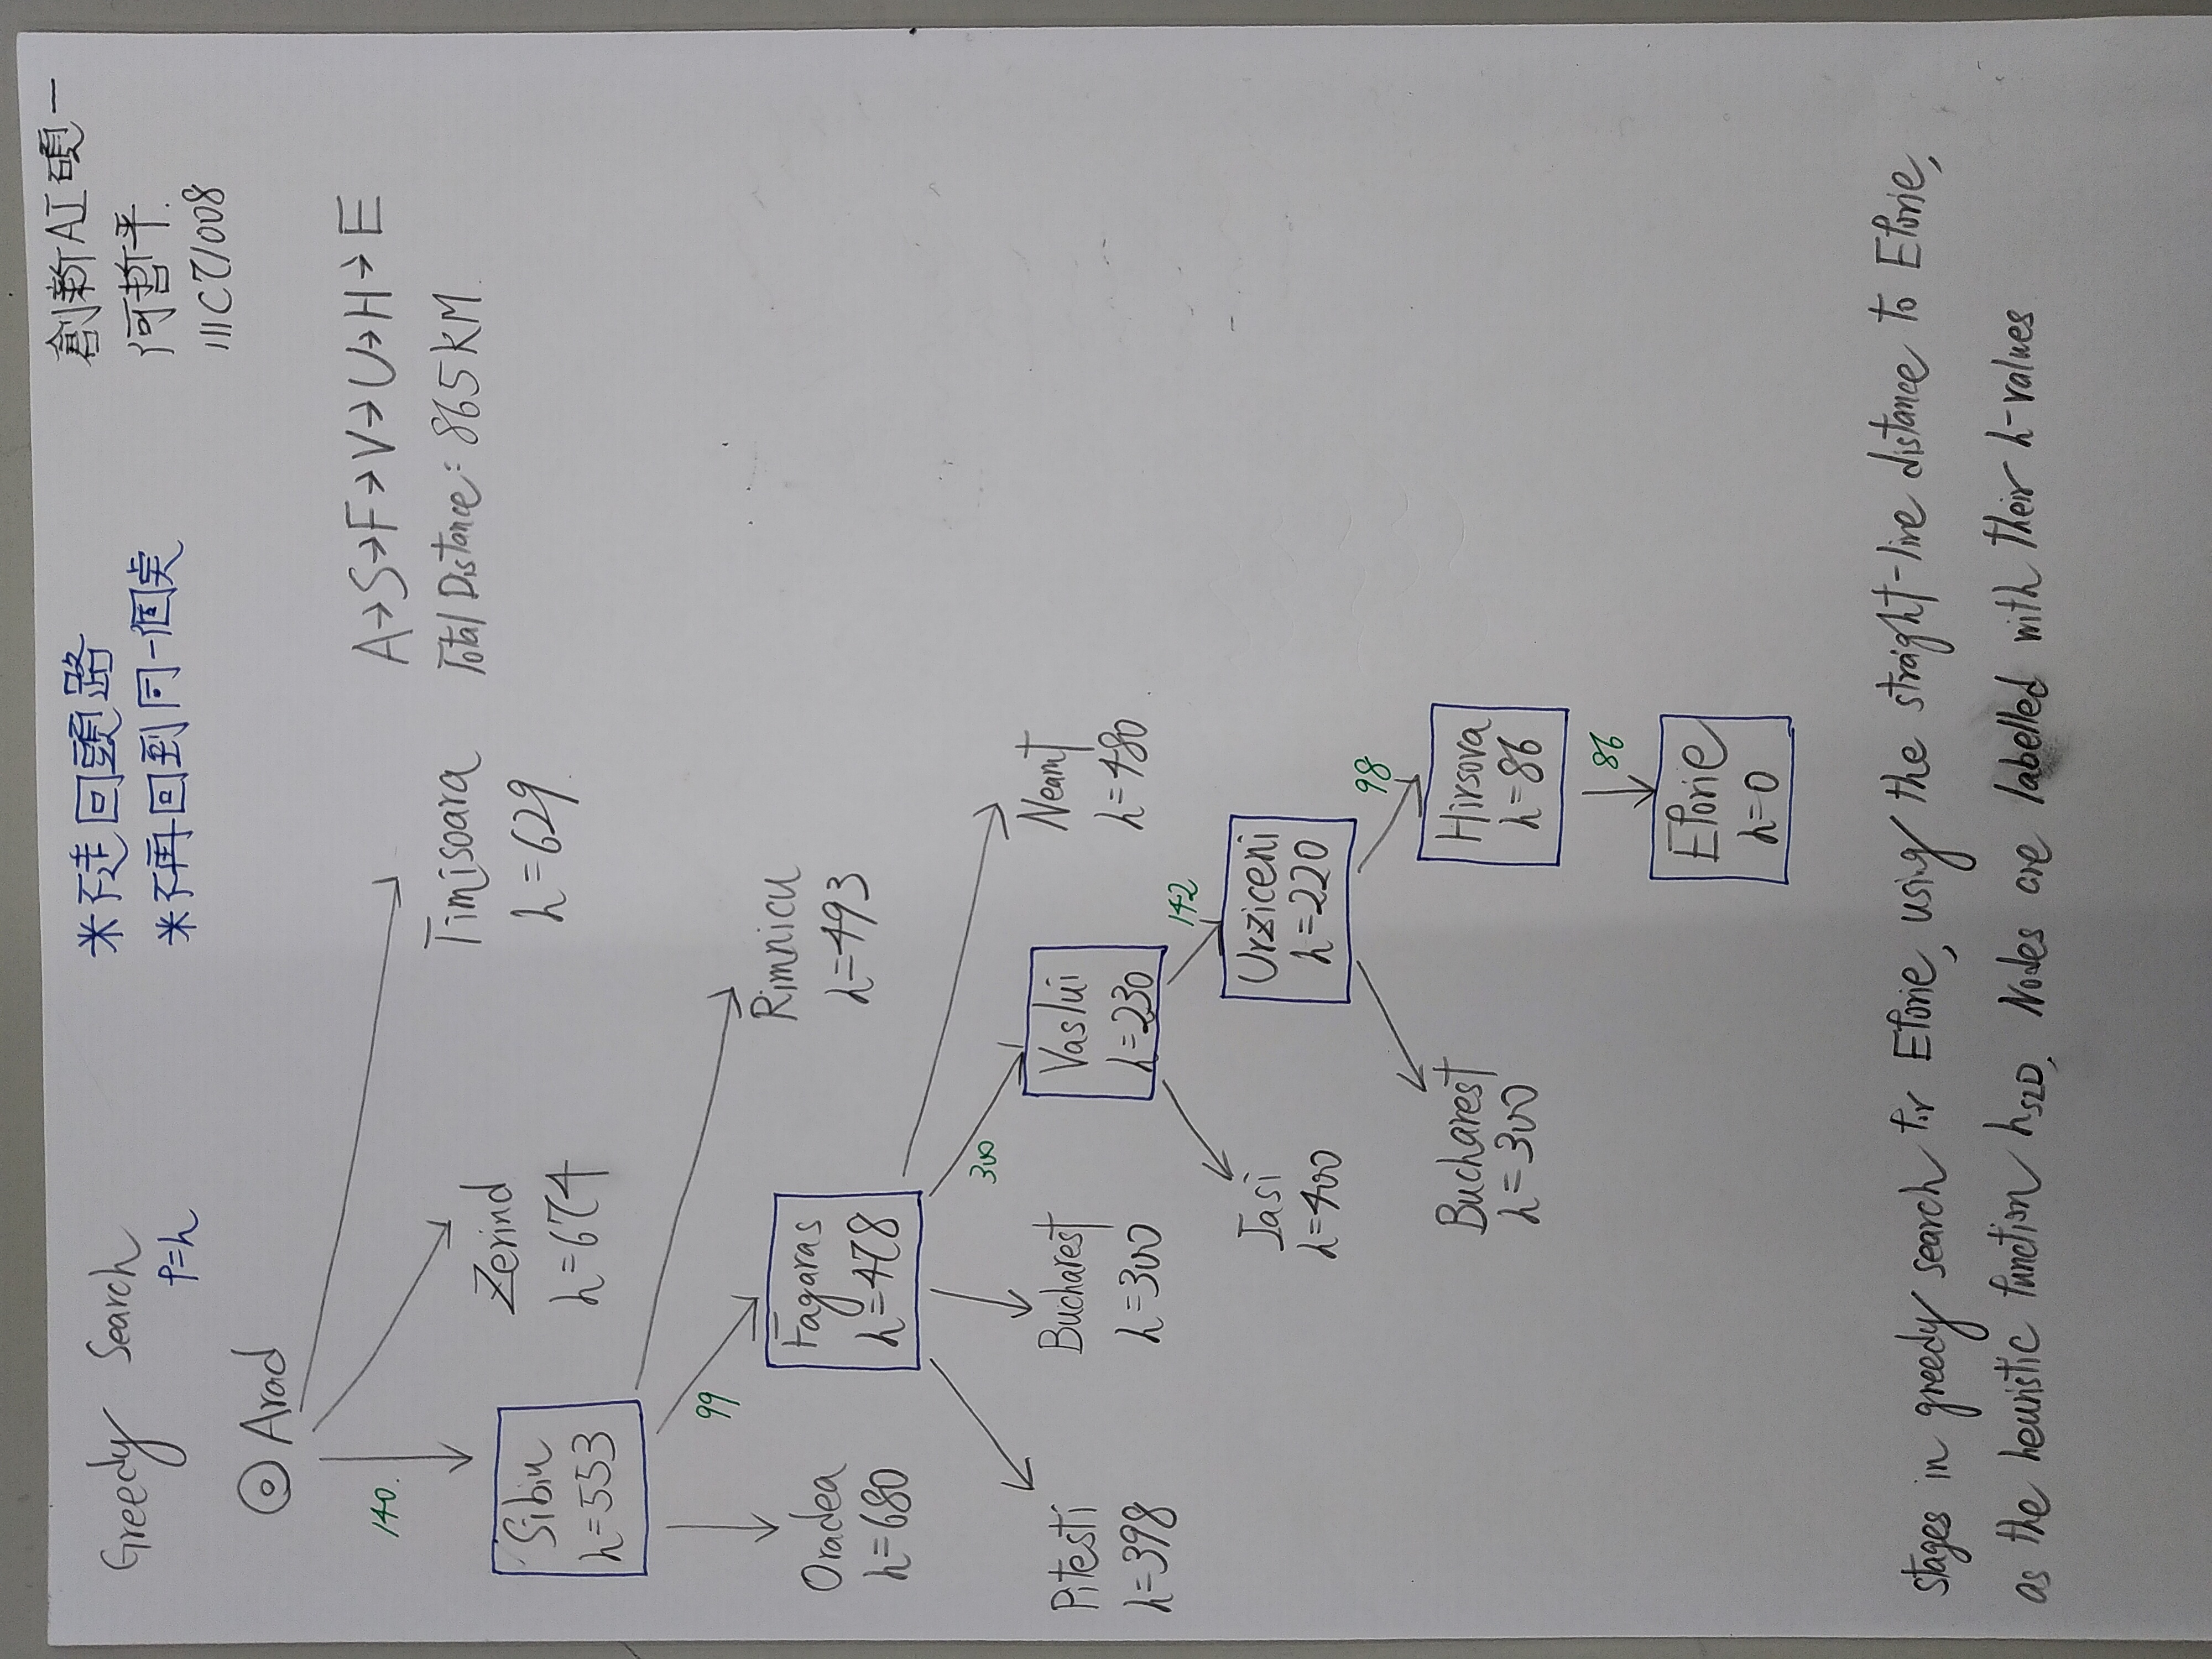 Greedy Search
f=h
*不走回頭路
*不再回到同一個點
創新AI碩一
何哲平.
111C71008
Arad
A→S→F→V→U→H→E
Total Distance: 865KM.
140.
Sibiu
h=553
Zerind
h=674
Timisoara
h=629.
99
Oradea
h=680
Fagaras
h=478
Rimnicu
h=493
300
Pitesti
h=398
Bucharest
h=300
Vaslui
h=230
Neamt
h=480
142
Iasi
h=400
Urziceni
h=220
98
Bucharest
h=300
Hirsova
h=86
86
Eforie
h=0
stages in greedy search for Eforie, using the straight-line distance to Eforie,
as the heuristic function hSLD. Nodes are labelled with their h-values